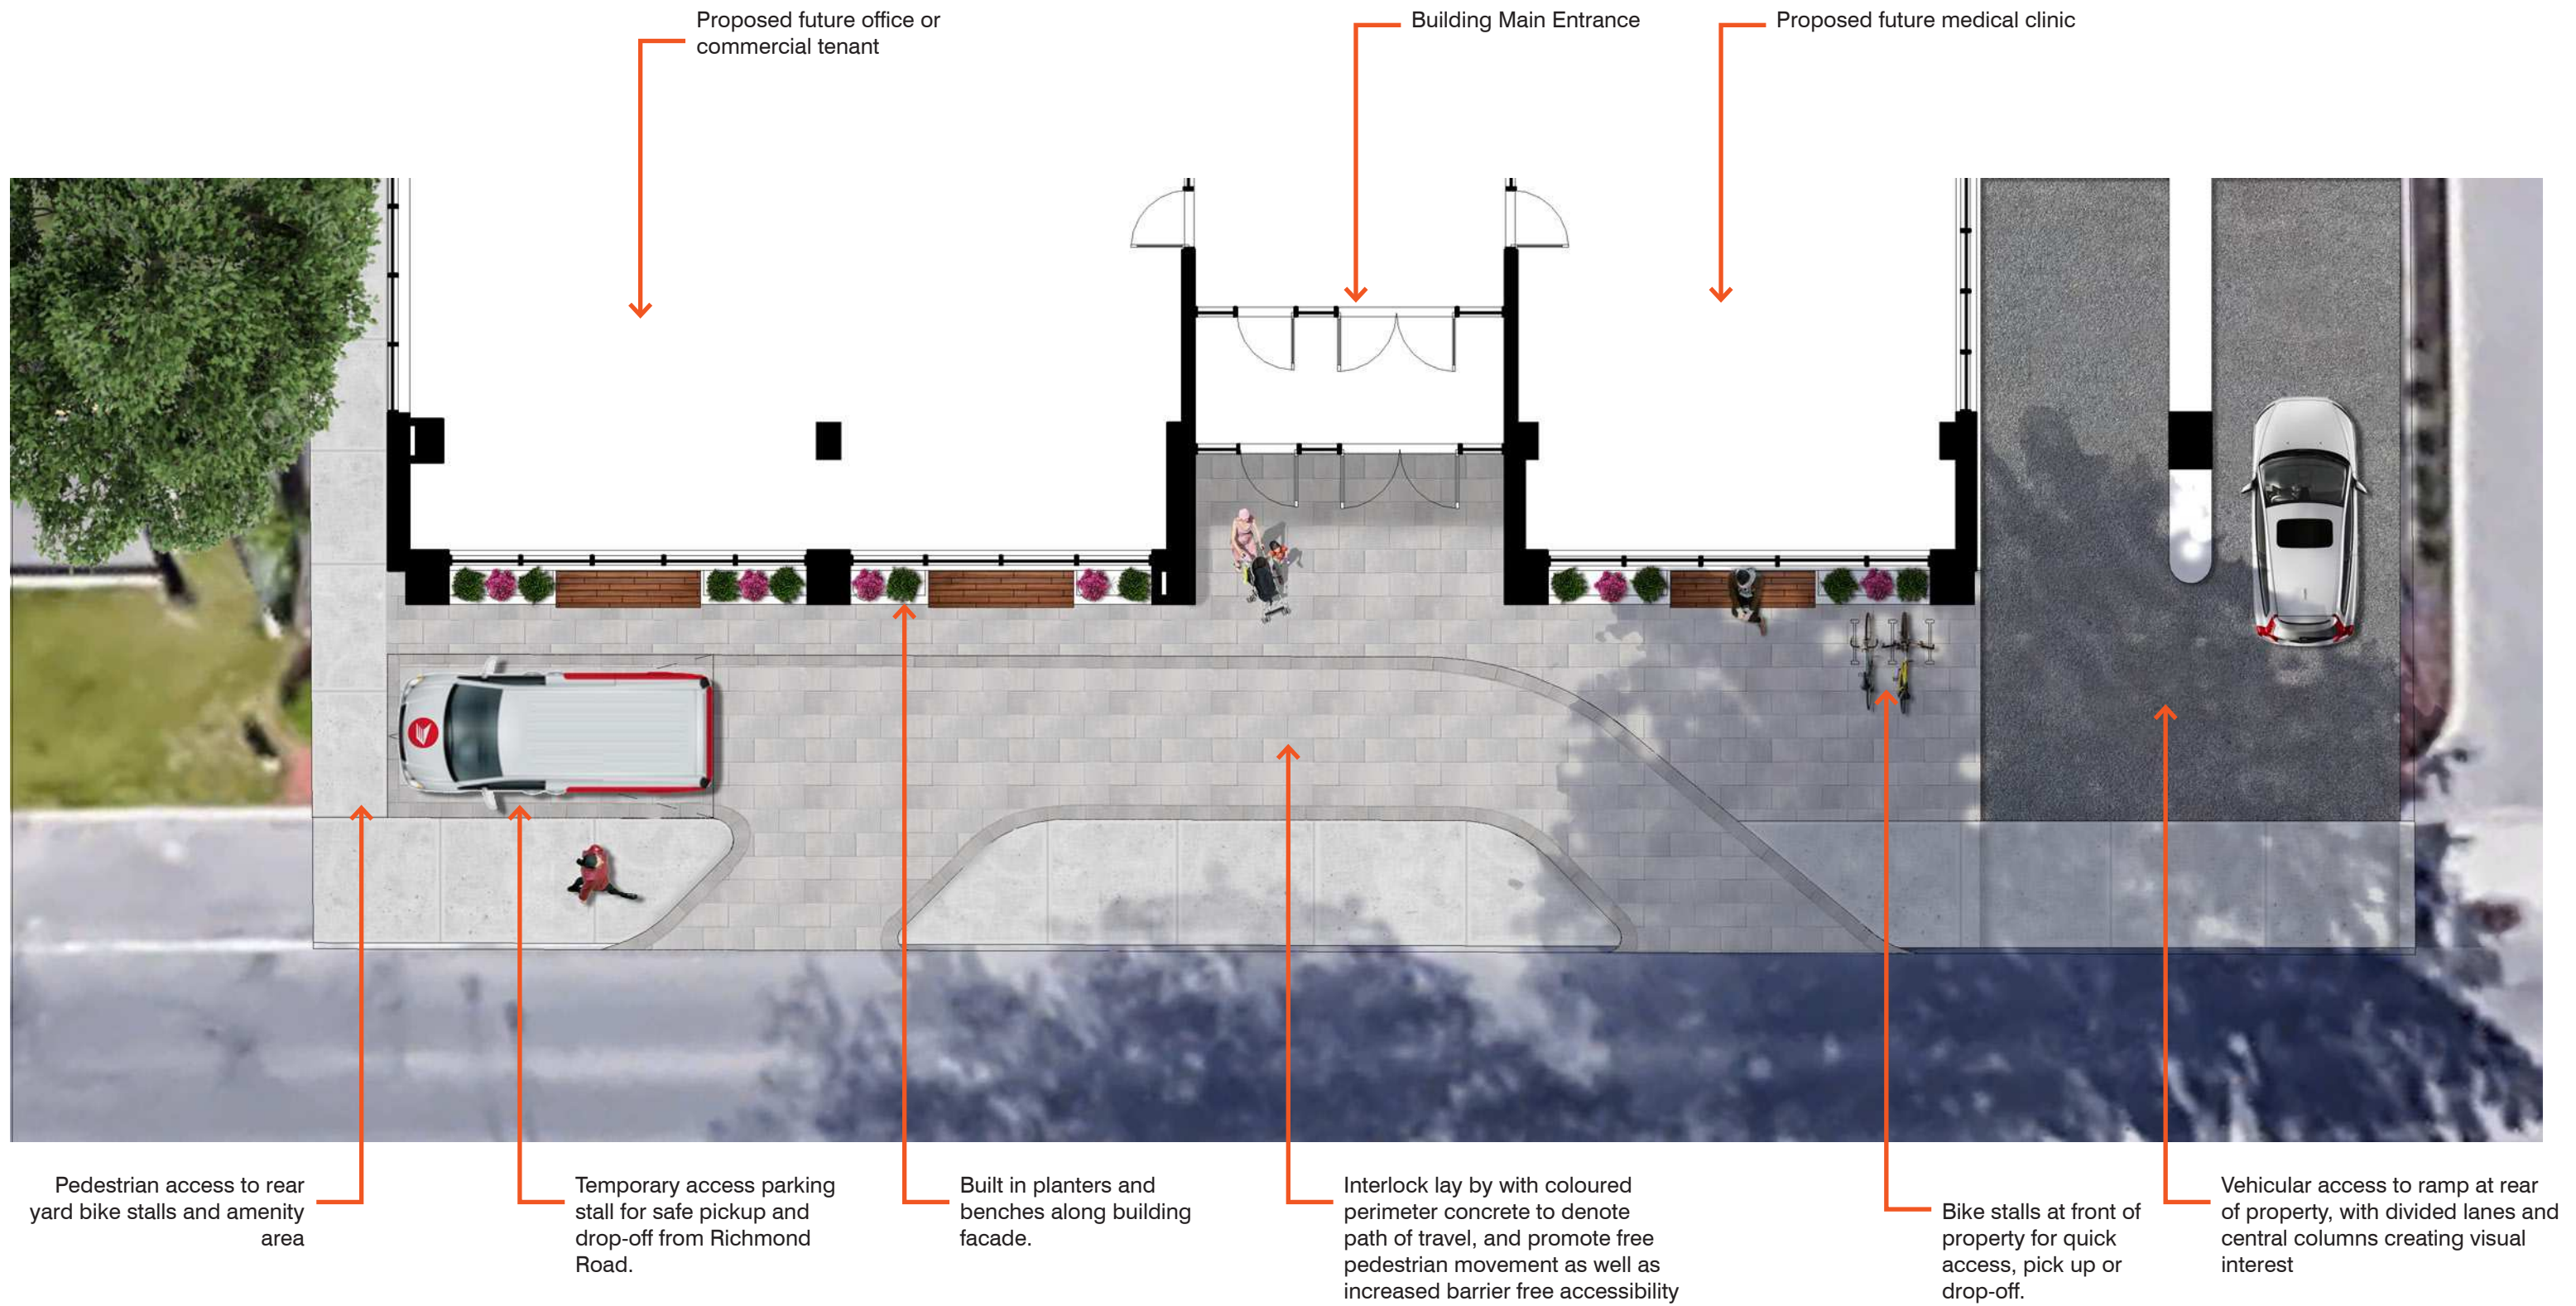 Proposed future office or
commercial tenant
Building Main Entrance
Proposed future medical clinic
Pedestrian access to rear
yard bike stalls and amenity
area
Temporary access parking
stall for safe pickup and
drop-off from Richmond
Road.
Built in planters and
benches along building
facade.
Interlock lay by with coloured
perimeter concrete to denote
path of travel, and promote free
pedestrian movement as well as
increased barrier free accessibility
Bike stalls at front of
property for quick
access, pick up or
drop-off.
Vehicular access to ramp at rear
of property, with divided lanes and
central columns creating visual
interest